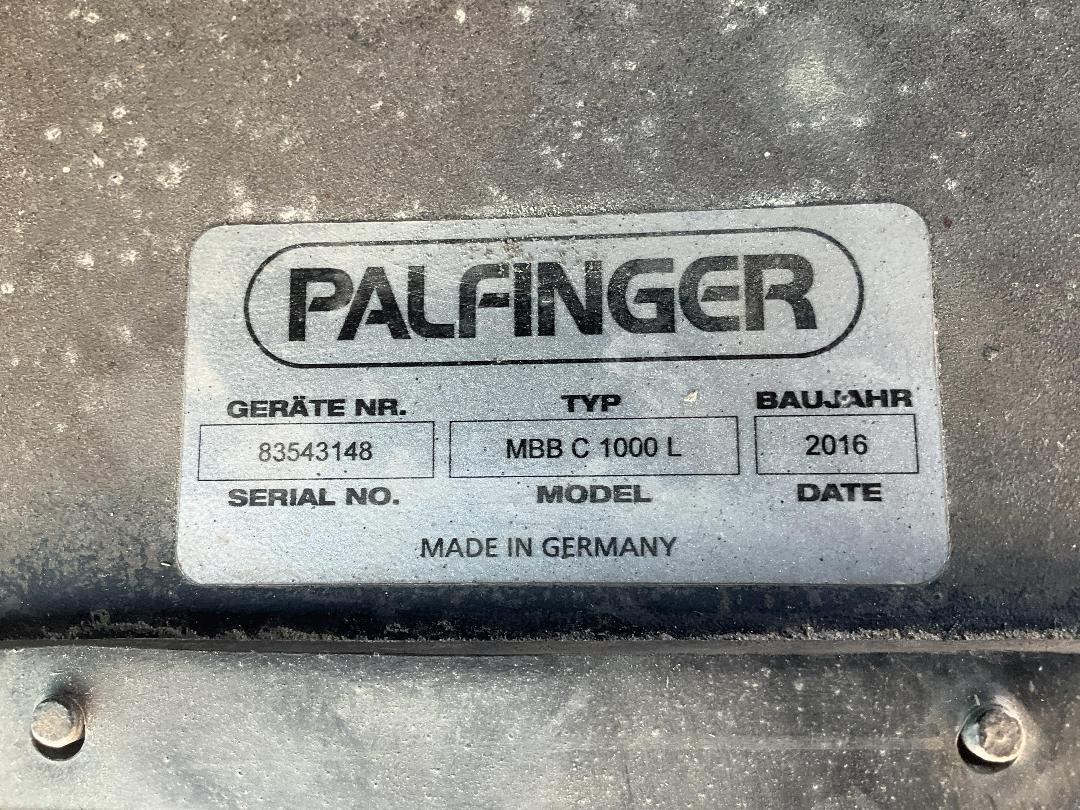 PALFINGER
GERÄTE NR. TYP BAUJAHR
83543148 MBB C 1000 L 2016
SERIAL NO. MODEL DATE
MADE IN GERMANY